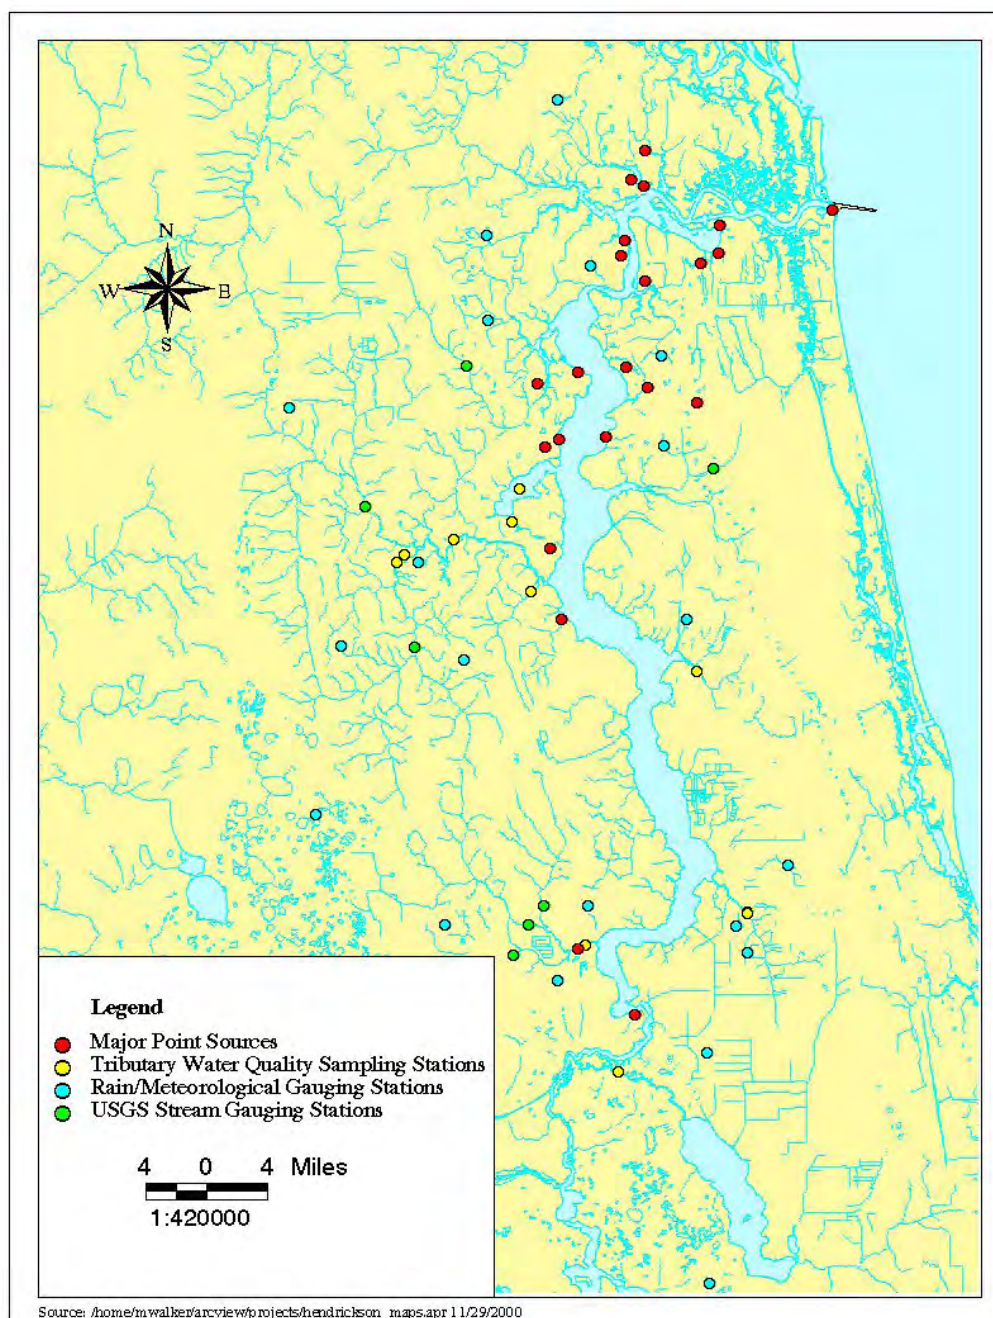 N
W E
S
Legend
Major Point Sources
Tributary Water Quality Sampling Stations
Rain/Meteorological Gauging Stations
USGS Stream Gauging Stations
4 0 4 Miles
1:420000
Source: /home/mwalker/arcview/projects/hendrickson_maps.apr 11/29/2000